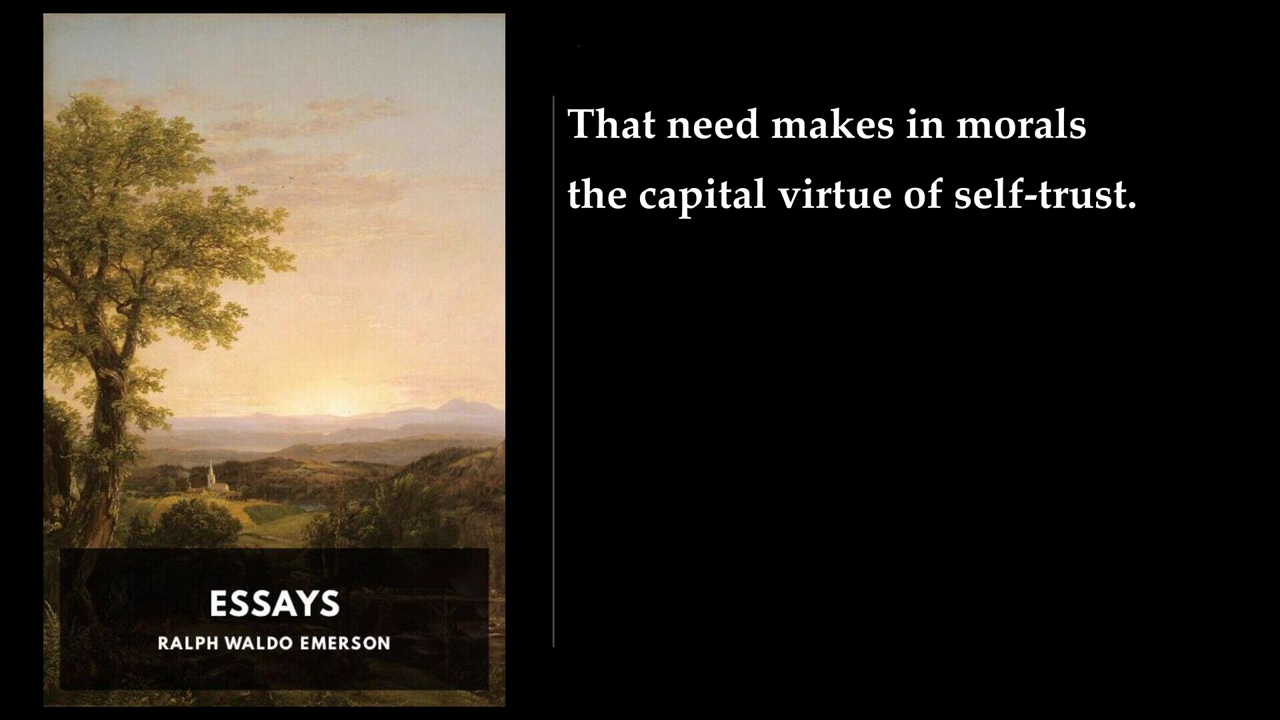 That need makes in morals
the capital virtue of self-trust.
ESSAYS
RALPH WALDO EMERSON